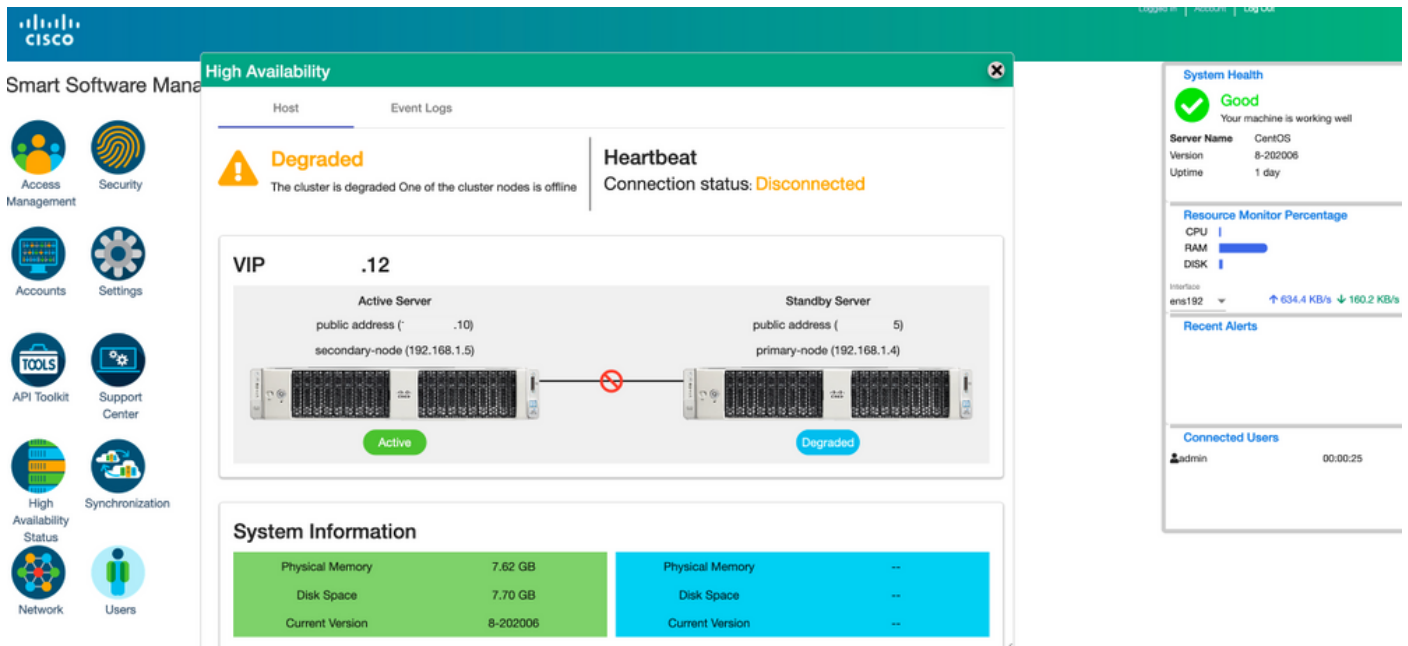 Logged in | Account | Log Out
CISCO
Smart Software Mana
Access Management
Security
Accounts
Settings
TOOLS
API Toolkit
Support Center
High Availability Status
Synchronization
Network
Users
High Availability
Host
Event Logs
Degraded
The cluster is degraded One of the cluster nodes is offline
Heartbeat
Connection status: Disconnected
VIP .12
Active Server
public address ( .10)
secondary-node (192.168.1.5)
Active
Standby Server
public address ( 5)
primary-node (192.168.1.4)
Degraded
System Information
Physical Memory 7.62 GB
Disk Space 7.70 GB
Current Version 8-202006
Physical Memory --
Disk Space --
Current Version --
System Health
Good
Your machine is working well
Server Name CentOS
Version 8-202006
Uptime 1 day
Resource Monitor Percentage
CPU
RAM
DISK
Interface
ens192 634.4 KB/s 160.2 KB/s
Recent Alerts
Connected Users
admin 00:00:25